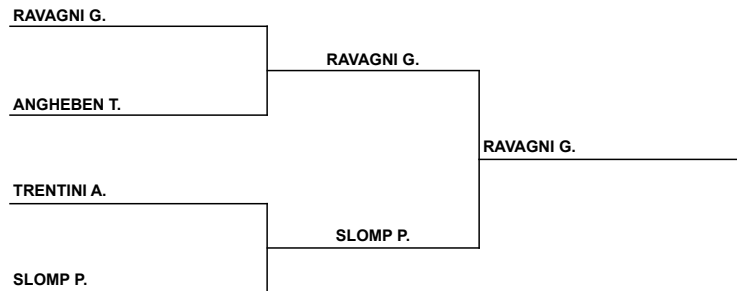 RAVAGNI G.
RAVAGNI G.
ANGHEBEN T.
RAVAGNI G.
TRENTINI A.
SLOMP P.
SLOMP P.